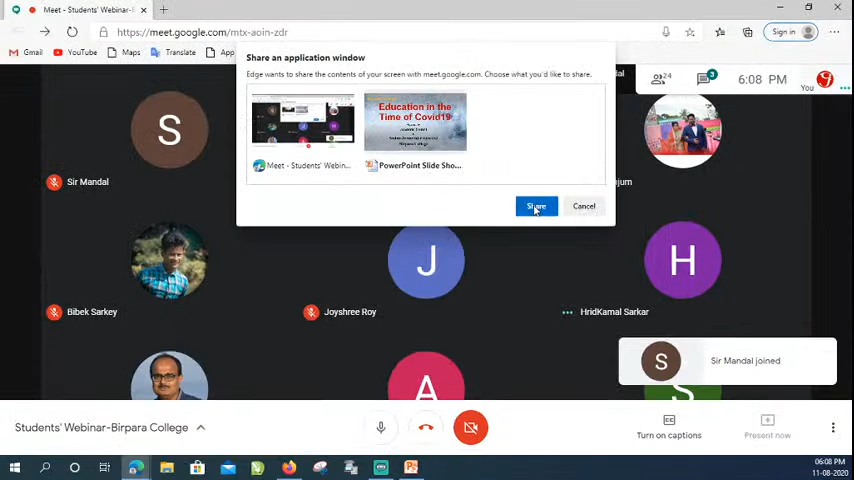 Meet - Students' Webinar-B
https://meet.google.com/mtx-aoin-zdr
Sign in
Gmail
YouTube
Maps
Translate
App
Share an application window
Edge wants to share the contents of your screen with meet.google.com. Choose what you'd like to share.
Education in the
Time of Covid19
Meet - Students' Webin...
PowerPoint Slide Sho...
Share
Cancel
dal
24
3
6:08 PM
You
S
Sir Mandal
jum
Bibek Sarkey
J
Joyshree Roy
H
HridKamal Sarkar
S
Sir Mandal joined
A
S
Students' Webinar-Birpara College
Turn on captions
Present now
06:08 PM
11-08-2020